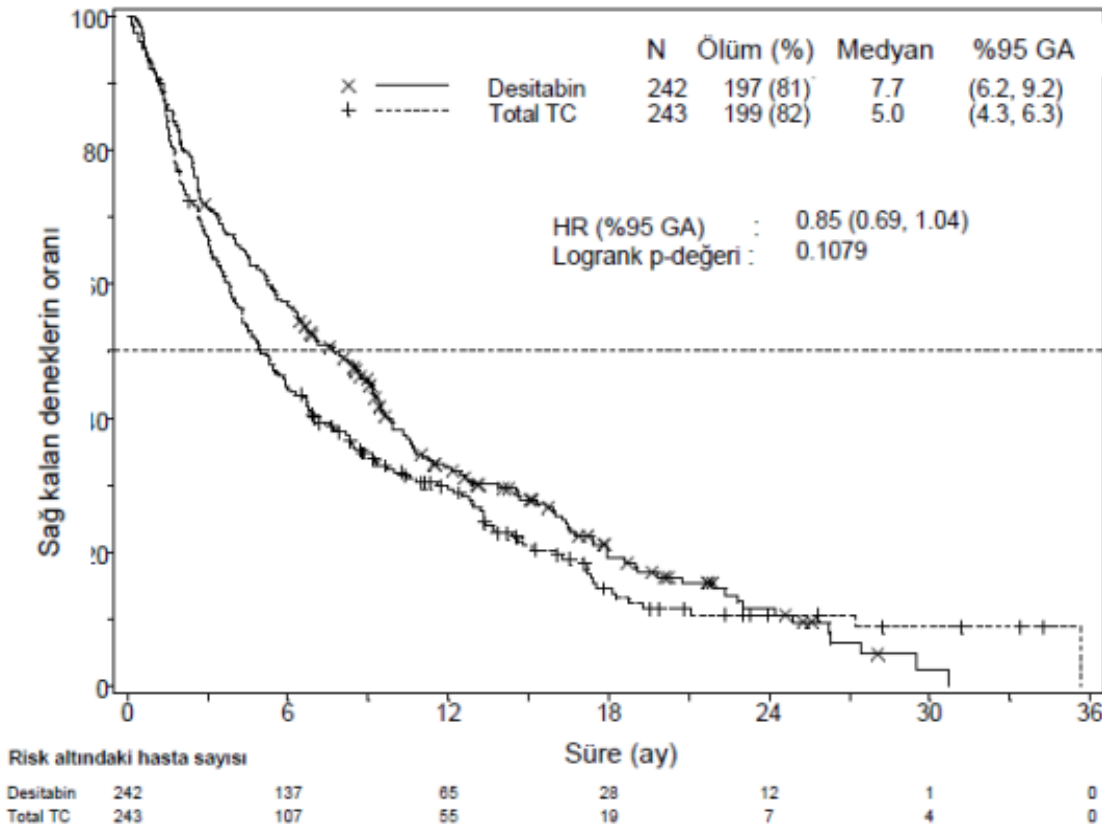 100
80
60
40
20
0
Sağ kalan deneklerin oranı
N Ölüm (%) Medyan %95 GA
Desitabin 242 197 (81) 7.7 (6.2, 9.2)
Total TC 243 199 (82) 5.0 (4.3, 6.3)
HR (%95 GA) : 0.85 (0.69, 1.04)
Logrank p-değeri : 0.1079
0 6 12 18 24 30 36
Süre (ay)
Risk altındaki hasta sayısı
Desitabin 242 137 65 28 12 1 0
Total TC 243 107 55 19 7 4 0